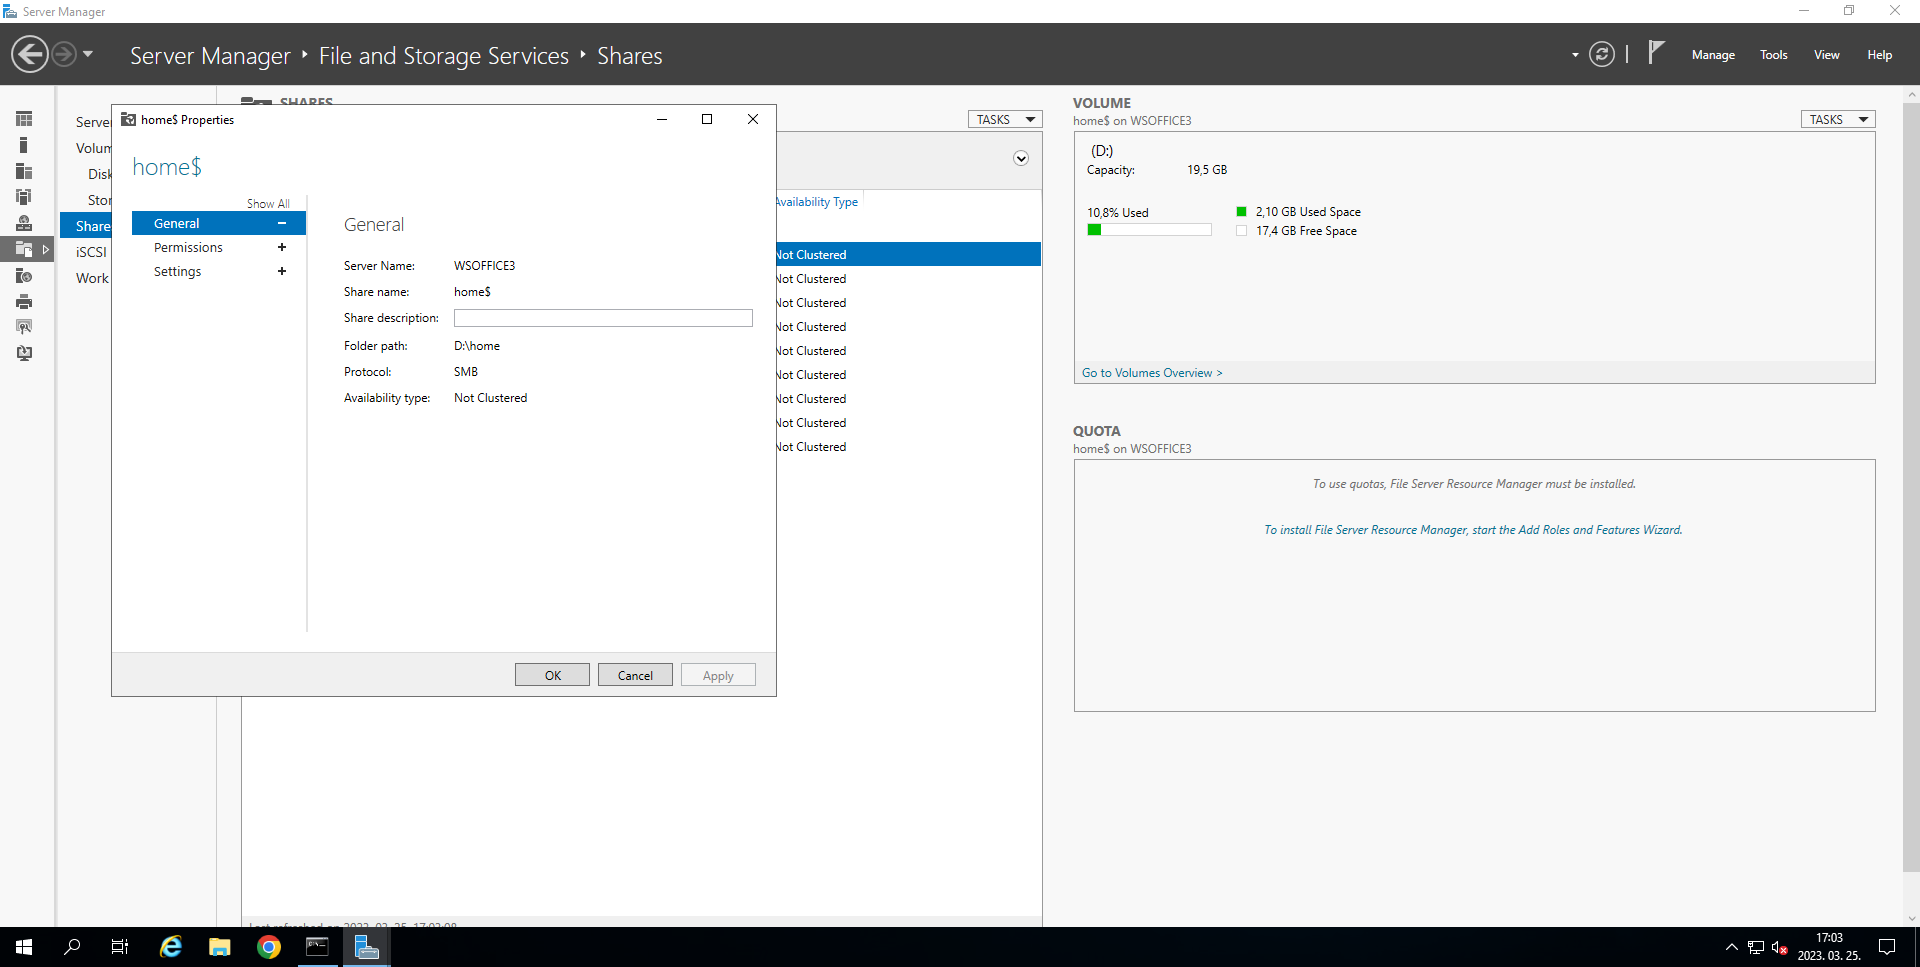 Server Manager
Server Manager ‣ File and Storage Services ‣ Shares
Manage
Tools
View
Help
SHARES
TASKS
Availability Type
Not Clustered
Not Clustered
Not Clustered
Not Clustered
Not Clustered
Not Clustered
Not Clustered
Not Clustered
Not Clustered
iSCSI
Work
home$ Properties
home$
Show All
General −
Permissions +
Settings +
General
Server Name: WSOFFICE3
Share name: home$
Share description:
Folder path: D:\home
Protocol: SMB
Availability type: Not Clustered
OK
Cancel
Apply
VOLUME
home$ on WSOFFICE3
TASKS
(D:)
Capacity: 19,5 GB
10,8% Used
2,10 GB Used Space
17,4 GB Free Space
Go to Volumes Overview >
QUOTA
home$ on WSOFFICE3
To use quotas, File Server Resource Manager must be installed.
To install File Server Resource Manager, start the Add Roles and Features Wizard.
17:03
2023. 03. 25.